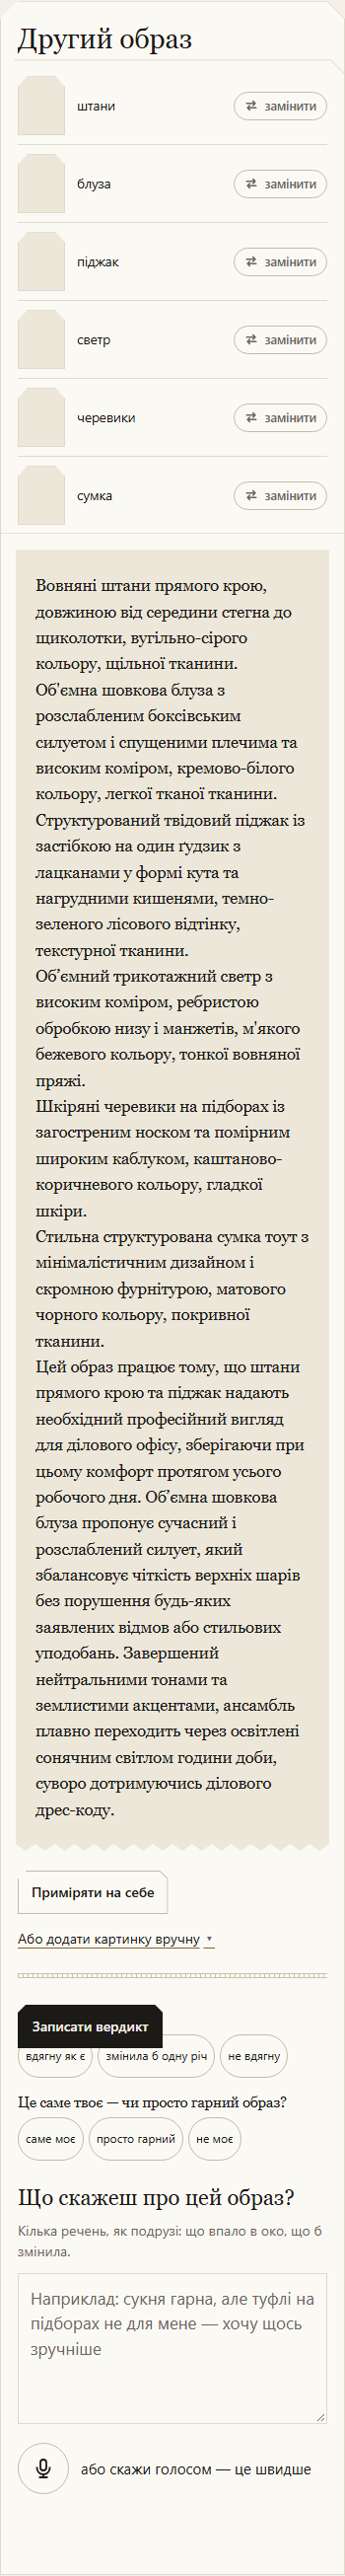 Другий образ
штани
замінити
блуза
замінити
піджак
замінити
светр
замінити
черевики
замінити
сумка
замінити
Вовняні штани прямого крою,
довжиною від середини стегна до
щиколотки, вугільно-сірого
кольору, щільної тканини.
Об'ємна шовкова блуза з
розслабленим боксівським
силуетом і спущеними плечима та
високим коміром, кремово-білого
кольору, легкої тканої тканини.
Структурований твідовий піджак із
застібкою на один ґудзик з
лацканами у формі кута та
нагрудними кишенями, темно-
зеленого лісового відтінку,
текстурної тканини.
Об’ємний трикотажний светр з
високим коміром, ребристою
обробкою низу і манжетів, м'якого
бежевого кольору, тонкої вовняної
пряжі.
Шкіряні черевики на підборах із
загостреним носком та помірним
широким каблуком, каштаново-
коричневого кольору, гладкої
шкіри.
Стильна структурована сумка тоут з
мінімалістичним дизайном і
скромною фурнітурою, матового
чорного кольору, покривної
тканини.
Цей образ працює тому, що штани
прямого крою та піджак надають
необхідний професійний вигляд
для ділового офісу, зберігаючи при
цьому комфорт протягом усього
робочого дня. Об’ємна шовкова
блуза пропонує сучасний і
розслаблений силует, який
збалансовує чіткість верхніх шарів
без порушення будь-яких
заявлених відмов або стильових
уподобань. Завершений
нейтральними тонами та
землистими акцентами, ансамбль
плавно переходить через освітлені
сонячним світлом години доби,
суворо дотримуючись ділового
дрес-коду.
Приміряти на себе
Або додати картинку вручну
Записати вердикт
вдягну як є
змінила б одну річ
не вдягну
Це саме твоє — чи просто гарний образ?
саме моє
просто гарний
не моє
Що скажеш про цей образ?
Кілька речень, як подрузі: що впало в око, що б
змінила.
Наприклад: сукня гарна, але туфлі на
підборах не для мене — хочу щось
зручніше
або скажи голосом — це швидше